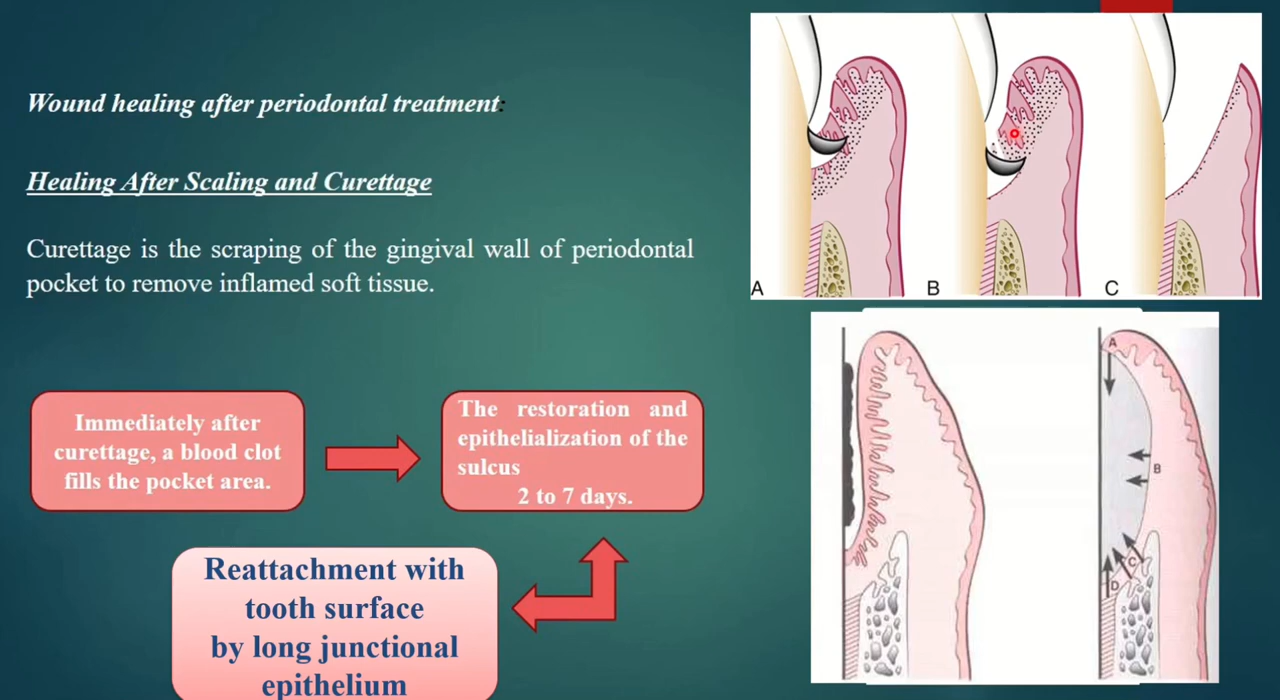 Wound healing after periodontal treatment:
Healing After Scaling and Curettage
Curettage is the scraping of the gingival wall of periodontal
pocket to remove inflamed soft tissue.
Immediately after
curettage, a blood clot
fills the pocket area.
The restoration and
epithelialization of the
sulcus
2 to 7 days.
Reattachment with
tooth surface
by long junctional
epithelium
A
B
C
A
B
C
D